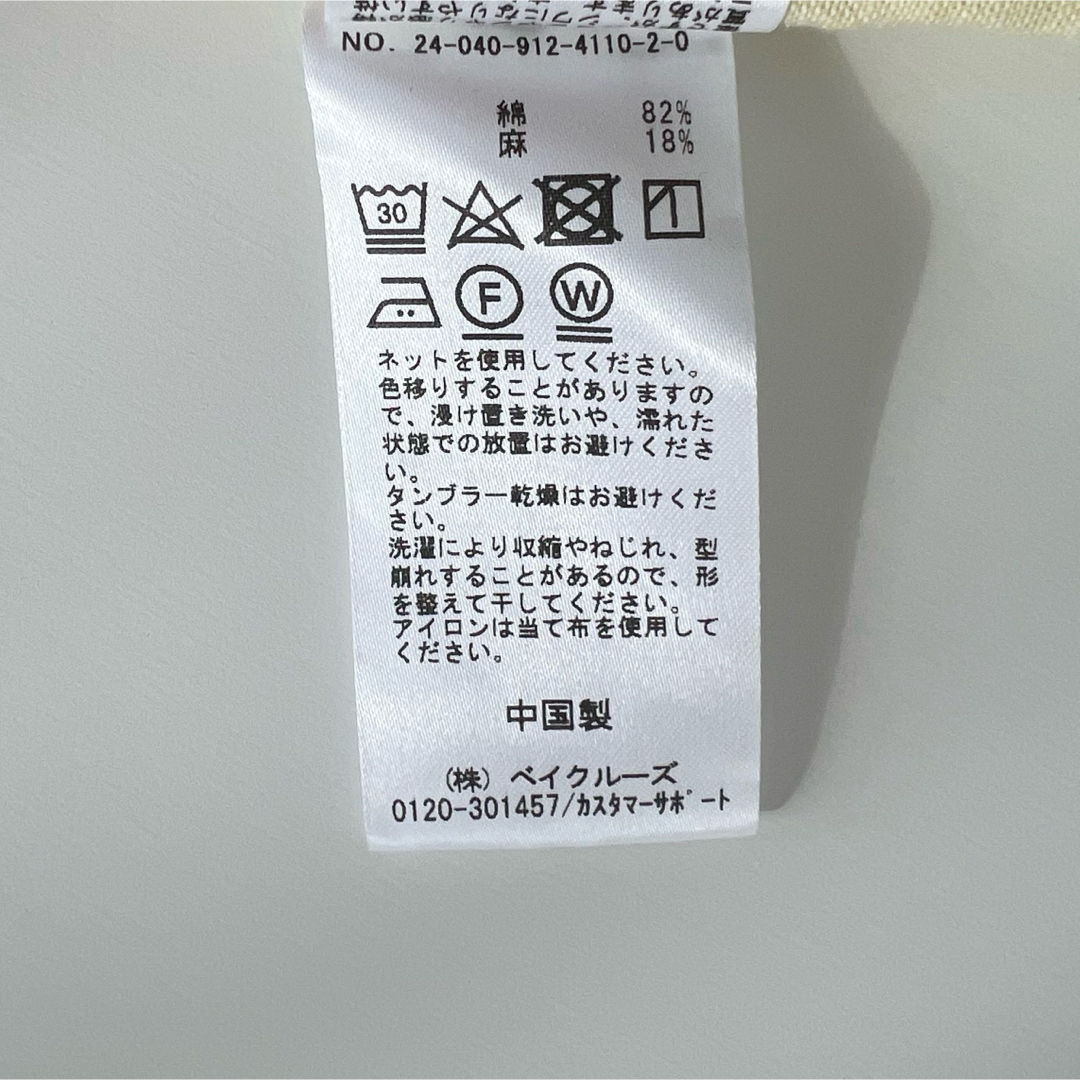 NO. 24-040-912-4110-2-0
綿 82%
麻 18%
30
F W
ネットを使用してください。
色移りすることがありますの
で、浸け置き洗いや、濡れた
状態での放置はお避けくださ
い。
タンブラー乾燥はお避けくだ
さい。
洗濯により収縮やねじれ、型
崩れすることがあるので、形
を整えて干してください。
アイロンは当て布を使用して
ください。
中国製
(株) ベイクルーズ
0120-301457/ｶｽﾀﾏｰｻﾎﾟｰﾄ